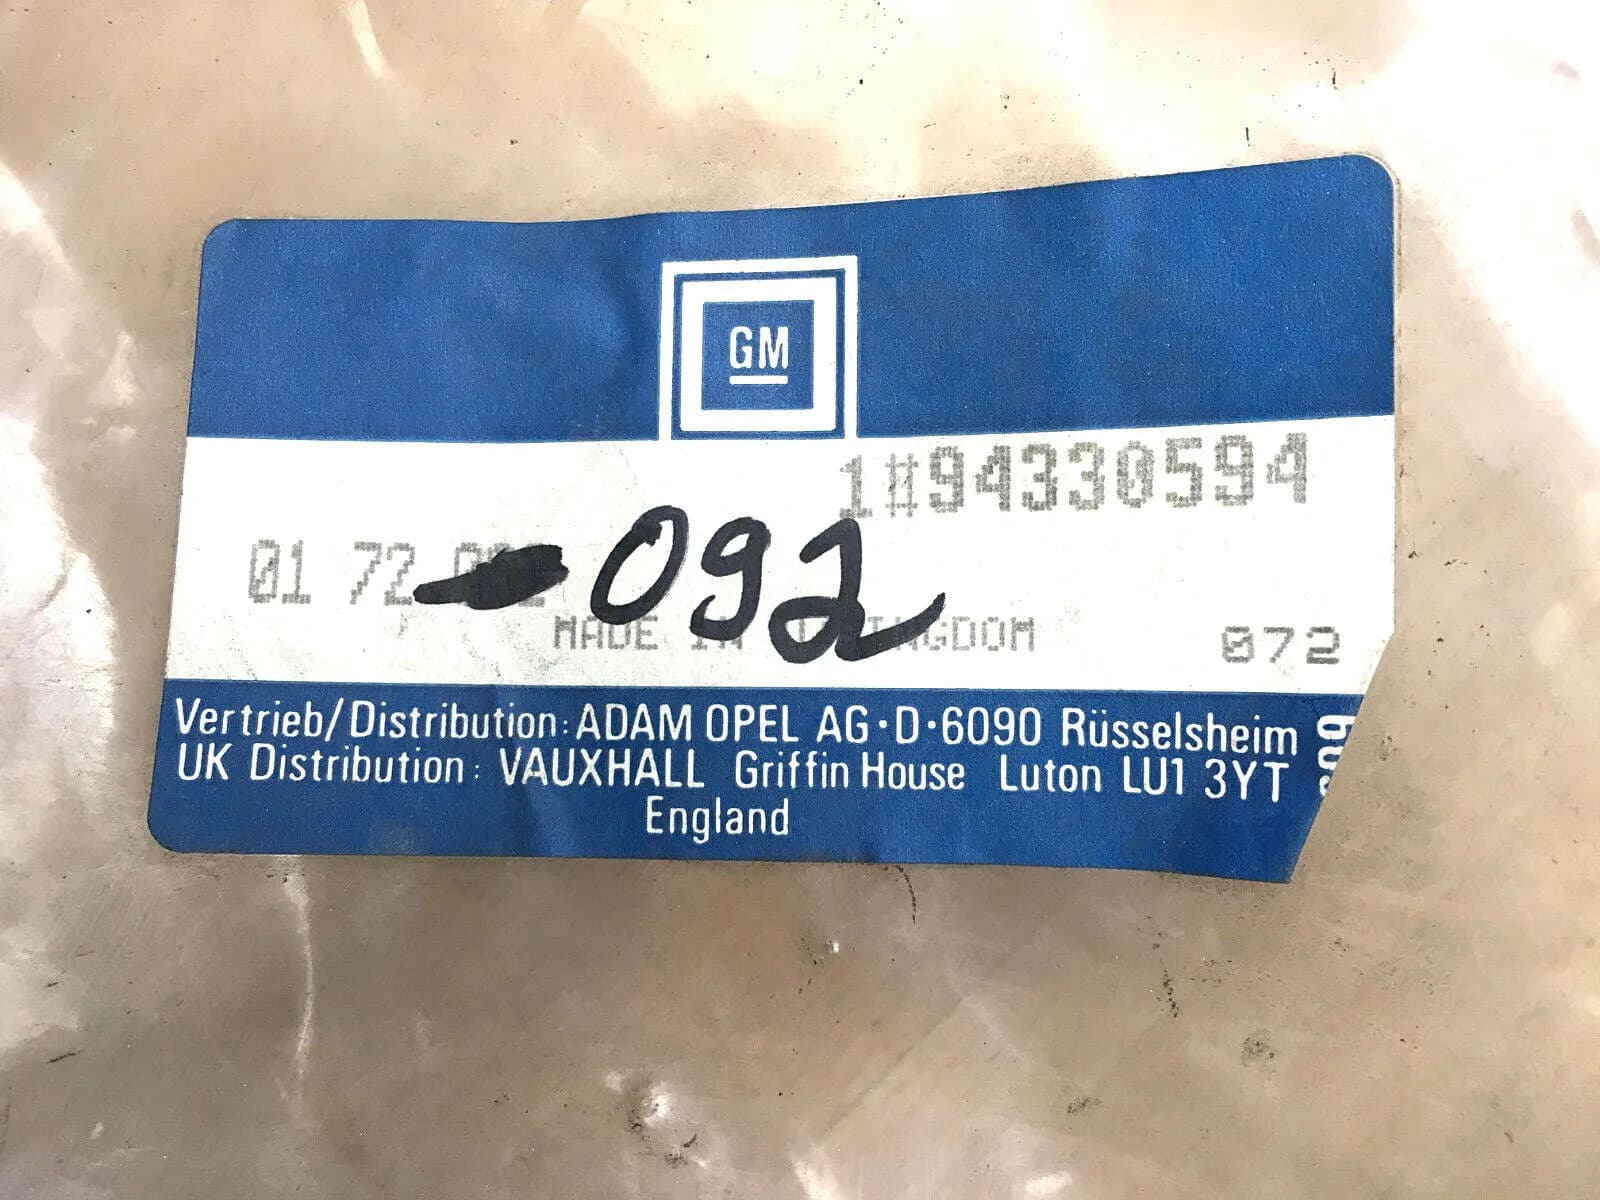 GM
1#94330594
01 72
-092
MADE IN KINGDOM
072
Vertrieb/Distribution: ADAM OPEL AG·D·6090 Rüsselsheim
UK Distribution: VAUXHALL Griffin House Luton LU1 3YT
England